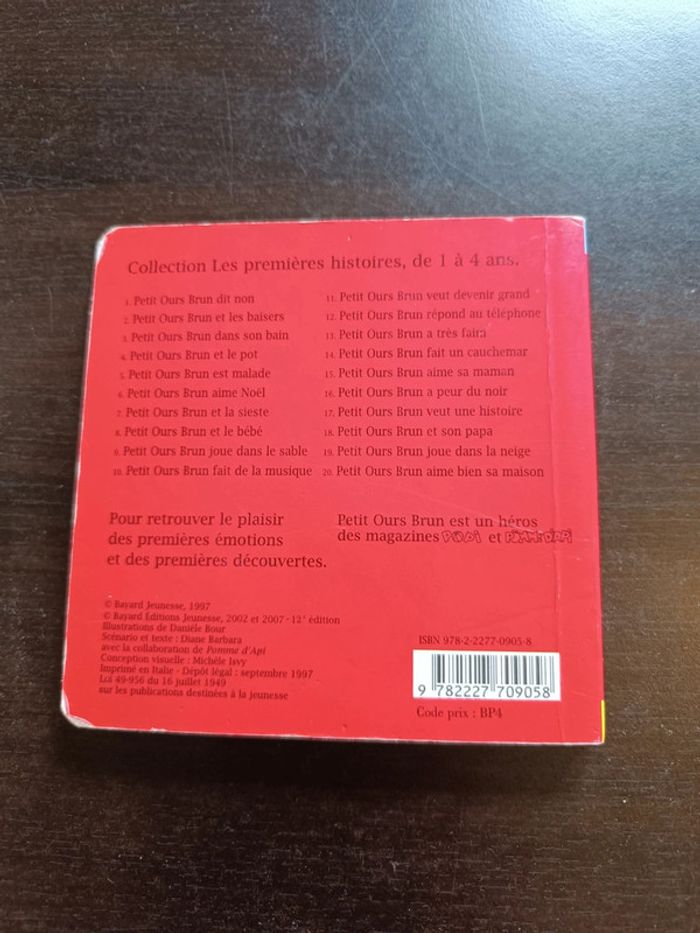 Collection Les premières histoires, de 1 à 4 ans.
1. Petit Ours Brun dit non
2. Petit Ours Brun et les baisers
3. Petit Ours Brun dans son bain
4. Petit Ours Brun et le pot
5. Petit Ours Brun est malade
6. Petit Ours Brun aime Noël
7. Petit Ours Brun et la sieste
8. Petit Ours Brun et le bébé
9. Petit Ours Brun joue dans le sable
10. Petit Ours Brun fait de la musique
11. Petit Ours Brun veut devenir grand
12. Petit Ours Brun répond au téléphone
13. Petit Ours Brun a très faim
14. Petit Ours Brun fait un cauchemar
15. Petit Ours Brun aime sa maman
16. Petit Ours Brun a peur du noir
17. Petit Ours Brun veut une histoire
18. Petit Ours Brun et son papa
19. Petit Ours Brun joue dans la neige
20. Petit Ours Brun aime bien sa maison
Pour retrouver le plaisir
des premières émotions
et des premières découvertes.
Petit Ours Brun est un héros
des magazines et
© Bayard Jeunesse, 1997
© Bayard Éditions Jeunesse, 2002 et 2007 - 12e édition
Illustrations de Danièle Bour
Scénario et texte : Diane Barbara
avec la collaboration de Pomme d'Api
Conception visuelle : Michèle Isvy
Imprimé en Italie - Dépôt légal : septembre 1997
Loi 49-956 du 16 juillet 1949
sur les publications destinées à la jeunesse
ISBN 978-2-2277-0905-8
9 782227 709058
Code prix : BP4